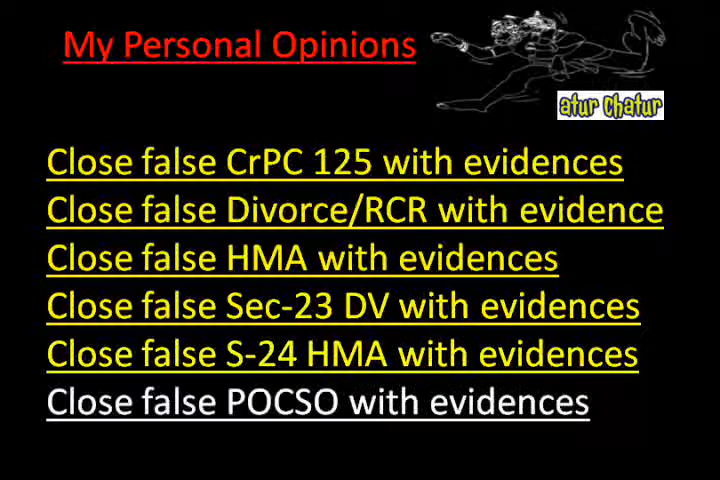 My Personal Opinions
atur Chatur
Close false CrPC 125 with evidences
Close false Divorce/RCR with evidence
Close false HMA with evidences
Close false Sec-23 DV with evidences
Close false S-24 HMA with evidences
Close false POCSO with evidences